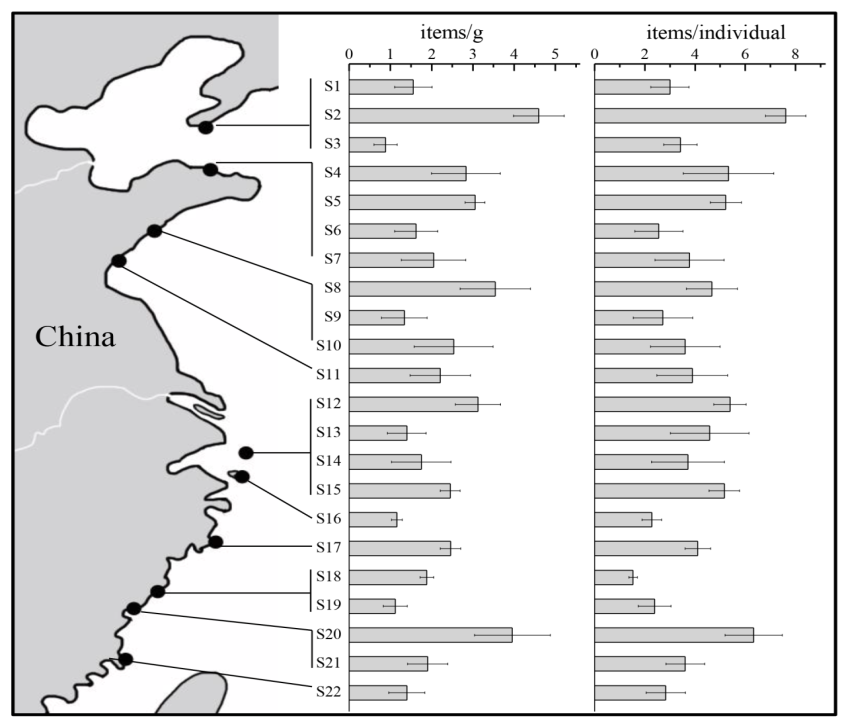 items/g
items/individual
0 1 2 3 4 5
0 2 4 6 8
S1
S2
S3
S4
S5
S6
S7
S8
S9
S10
S11
S12
S13
S14
S15
S16
S17
S18
S19
S20
S21
S22
China